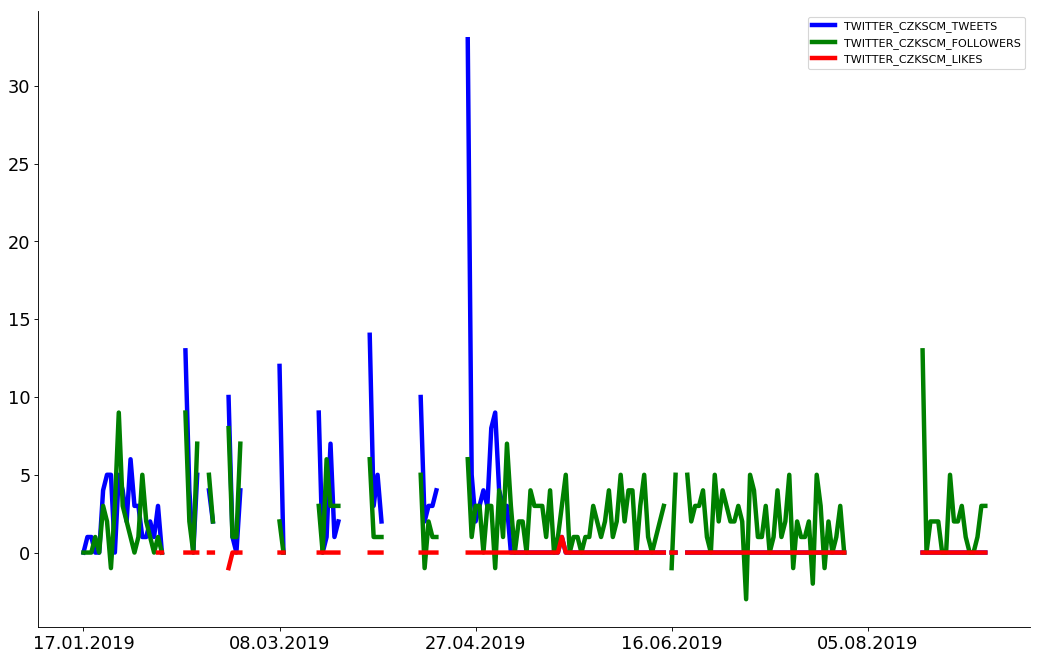 TWITTER_CZKSCM_TWEETS
TWITTER_CZKSCM_FOLLOWERS
TWITTER_CZKSCM_LIKES
30
25
20
15
10
5
0
17.01.2019 08.03.2019 27.04.2019 16.06.2019 05.08.2019